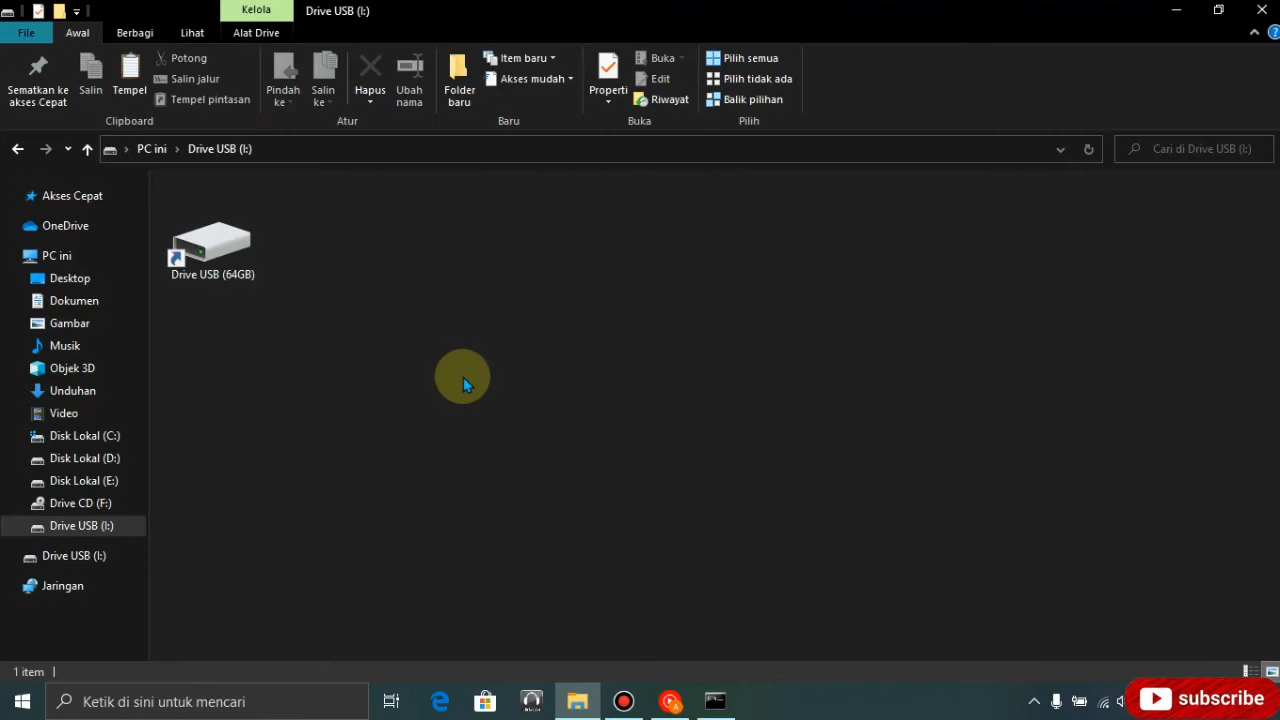 Kelola
Drive USB (I:)
File
Awal
Berbagi
Lihat
Alat Drive
Sematkan ke
akses Cepat
Salin
Tempel
Potong
Salin jalur
Tempel pintasan
Clipboard
Pindah
ke
Salin
ke
Hapus
Ubah
nama
Atur
Folder
baru
Item baru
Akses mudah
Baru
Properti
Buka
Edit
Riwayat
Buka
Pilih semua
Pilih tidak ada
Balik pilihan
Pilih
PC ini
Drive USB (I:)
Cari di Drive USB (I:)
Akses Cepat
OneDrive
PC ini
Desktop
Dokumen
Gambar
Musik
Objek 3D
Unduhan
Video
Disk Lokal (C:)
Disk Lokal (D:)
Disk Lokal (E:)
Drive CD (F:)
Drive USB (I:)
Drive USB (I:)
Jaringan
Drive USB (64GB)
1 item
Ketik di sini untuk mencari
subscribe